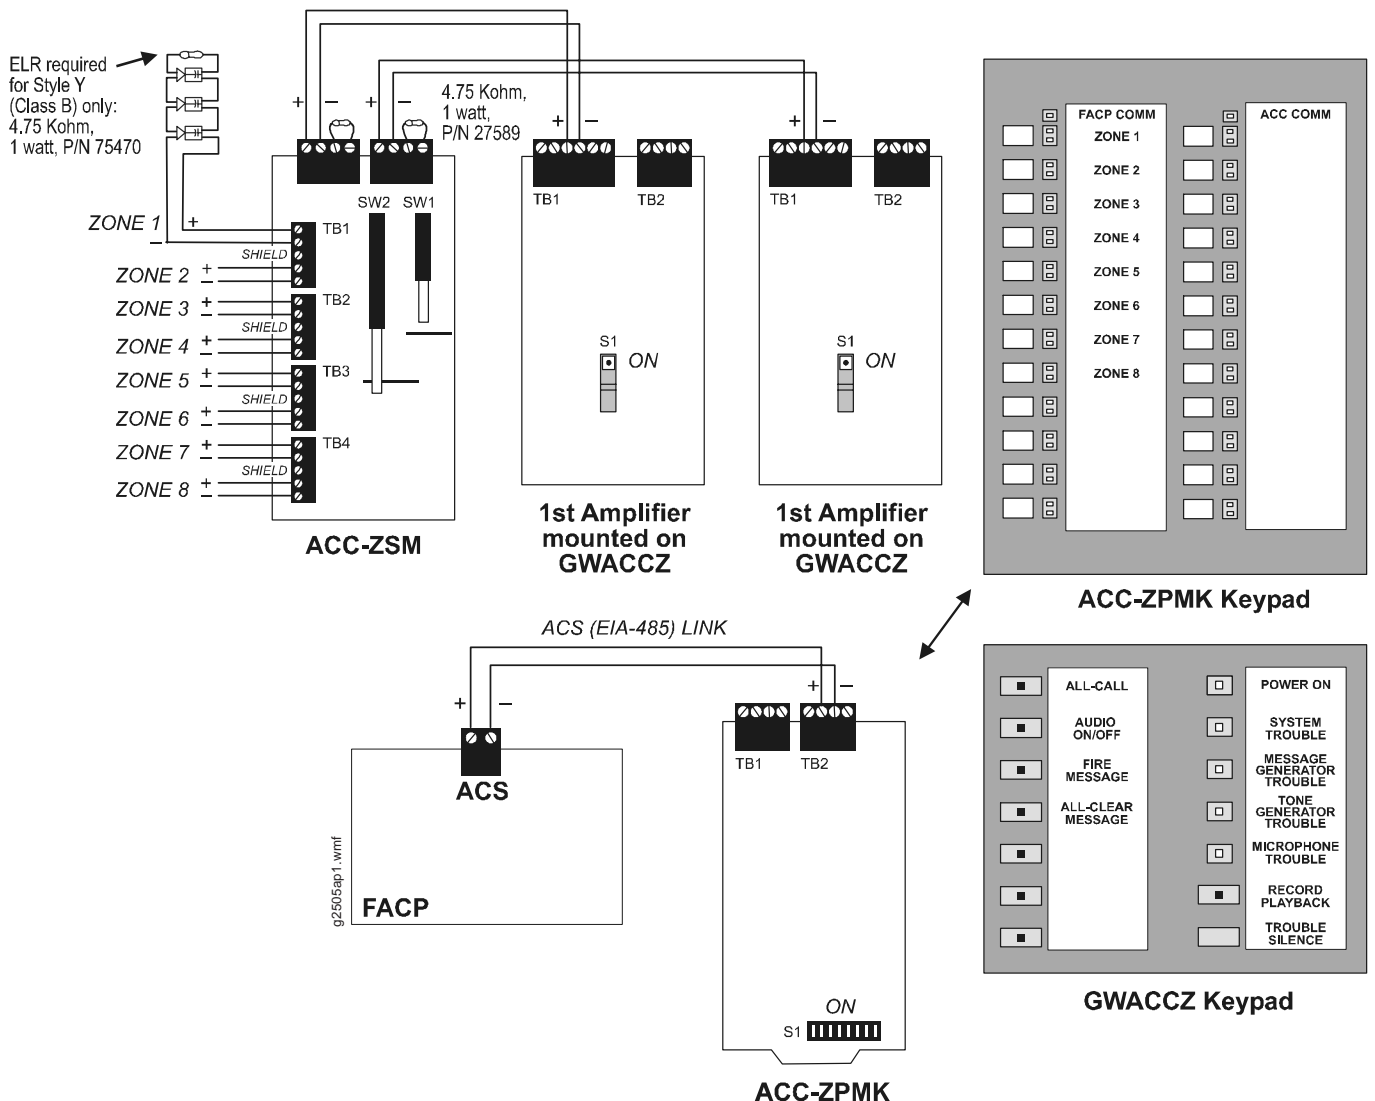 ELR required
for Style Y
(Class B) only:
4.75 Kohm,
1 watt, P/N 75470
+ − + −
4.75 Kohm,
1 watt,
P/N 27589
+ −
+ −
SW2 SW1
TB1 TB2
TB1 TB2
ZONE 1 + −
SHIELD
ZONE 2 + −
ZONE 3 + −
SHIELD
ZONE 4 + −
ZONE 5 + −
SHIELD
ZONE 6 + −
ZONE 7 + −
SHIELD
ZONE 8 + −
TB1
TB2
TB3
TB4
ACC-ZSM
S1 ON
1st Amplifier
mounted on
GWACCZ
S1 ON
1st Amplifier
mounted on
GWACCZ
FACP COMM
ZONE 1
ZONE 2
ZONE 3
ZONE 4
ZONE 5
ZONE 6
ZONE 7
ZONE 8
ACC COMM
ACC-ZPMK Keypad
ACS (EIA-485) LINK
+ −
+ −
ACS
g2505ap1.wmf
FACP
TB1 TB2
ON
S1
ACC-ZPMK
ALL-CALL
AUDIO
ON/OFF
FIRE
MESSAGE
ALL-CLEAR
MESSAGE
POWER ON
SYSTEM
TROUBLE
MESSAGE
GENERATOR
TROUBLE
TONE
GENERATOR
TROUBLE
MICROPHONE
TROUBLE
RECORD
PLAYBACK
TROUBLE
SILENCE
GWACCZ Keypad